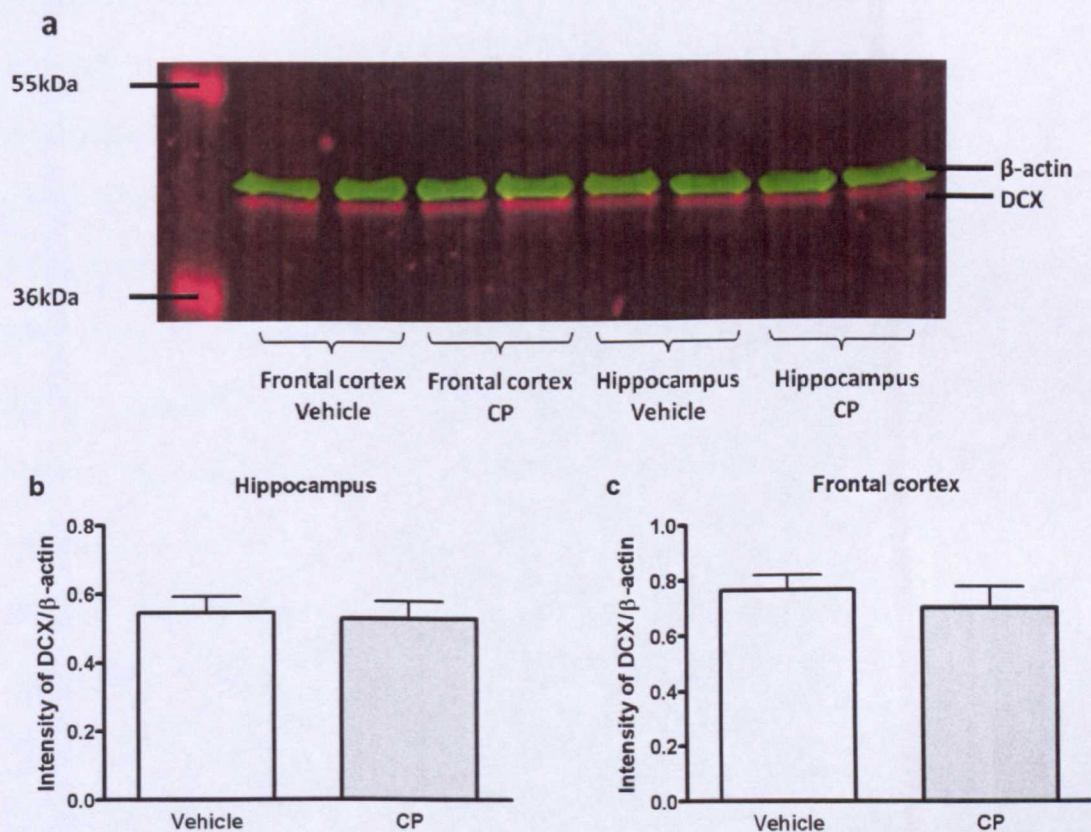 a
55kDa
β-actin
DCX
36kDa
Frontal cortex
Vehicle
Frontal cortex
CP
Hippocampus
Vehicle
Hippocampus
CP
b
Hippocampus
Intensity of DCX/β-actin
0.8
0.6
0.4
0.2
0.0
Vehicle
CP
c
Frontal cortex
Intensity of DCX/β-actin
1.0
0.8
0.6
0.4
0.2
0.0
Vehicle
CP